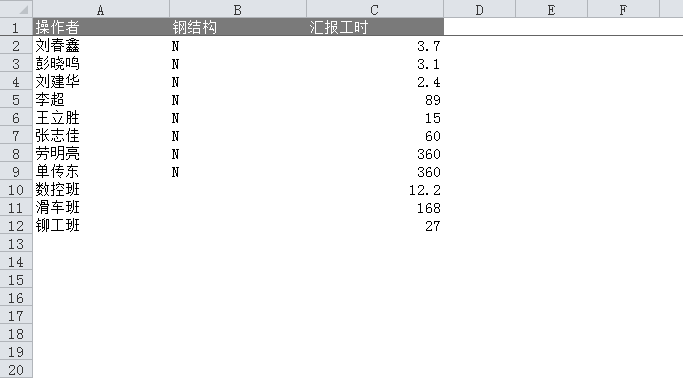 A B C D E F
1 操作者 钢结构 汇报工时
2 刘春鑫 N 3.7
3 彭晓鸣 N 3.1
4 刘建华 N 2.4
5 李超 N 89
6 王立胜 N 15
7 张志佳 N 60
8 劳明亮 N 360
9 单传东 N 360
10 数控班 12.2
11 滑车班 168
12 铆工班 27
13
14
15
16
17
18
19
20